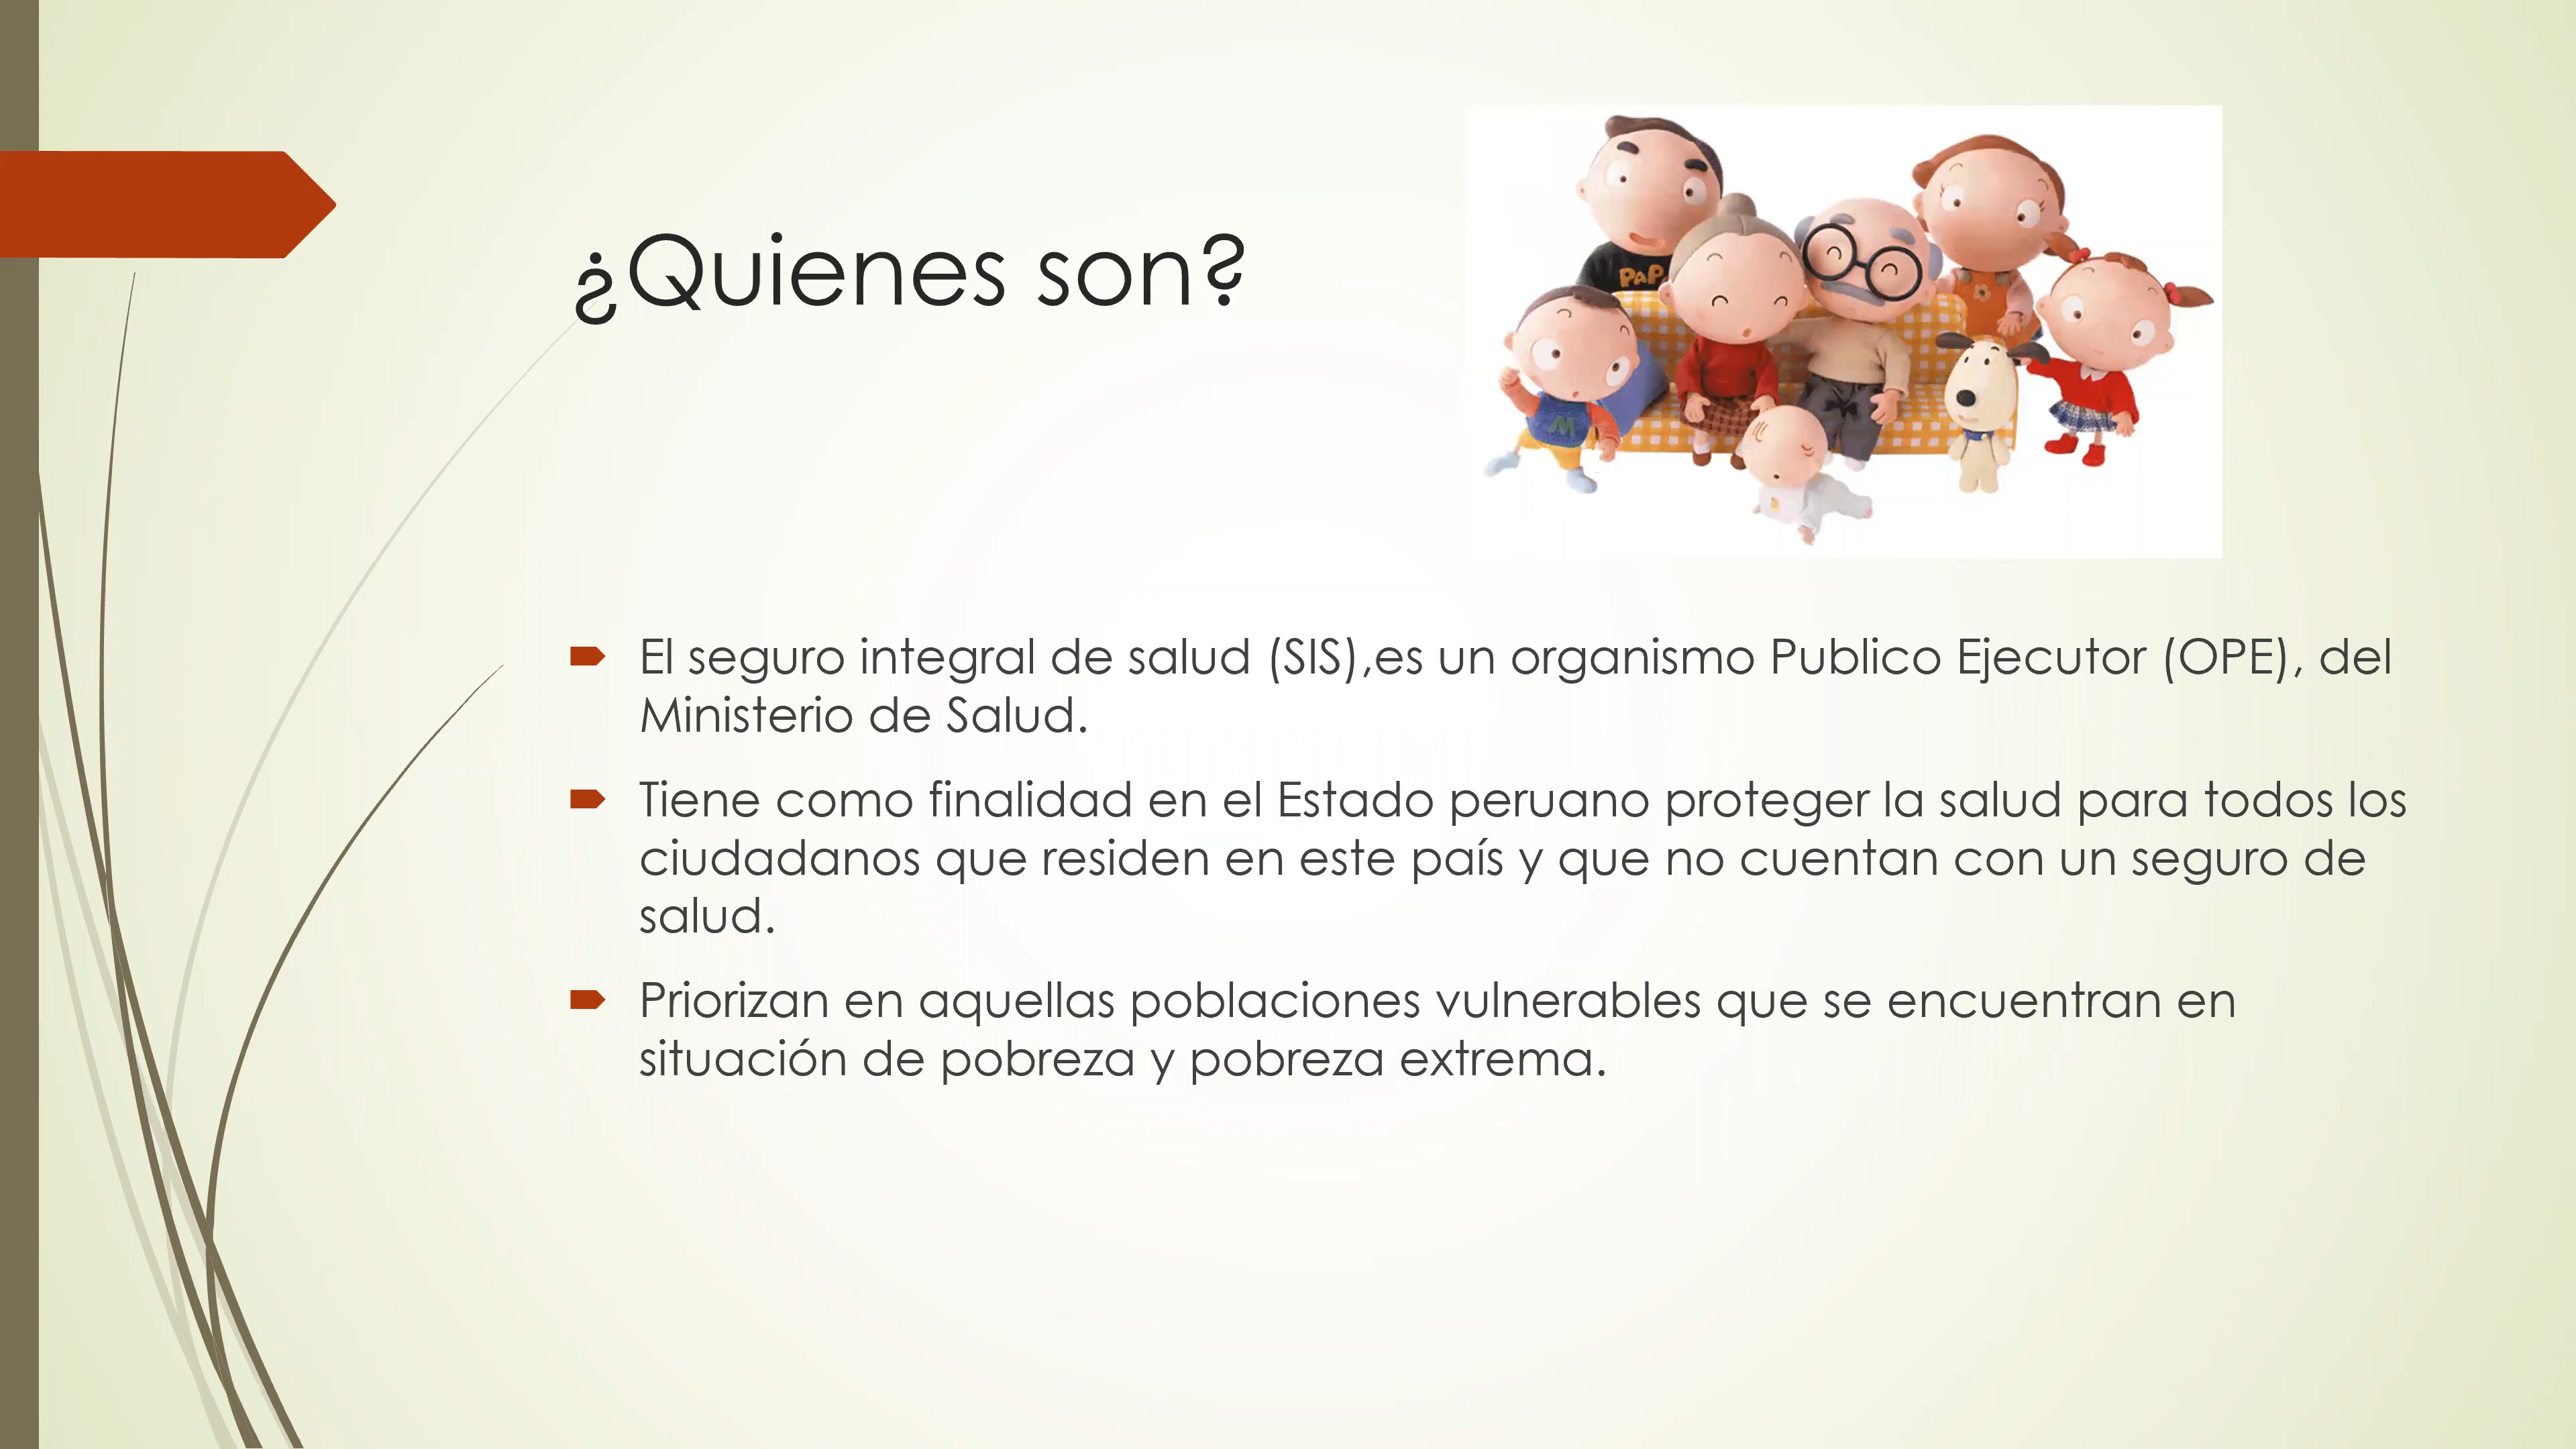 ¿Quienes son?
PAP
M
El seguro integral de salud (SIS),es un organismo Publico Ejecutor (OPE), del
Ministerio de Salud.
Tiene como finalidad en el Estado peruano proteger la salud para todos los
ciudadanos que residen en este país y que no cuentan con un seguro de
salud.
Priorizan en aquellas poblaciones vulnerables que se encuentran en
situación de pobreza y pobreza extrema.